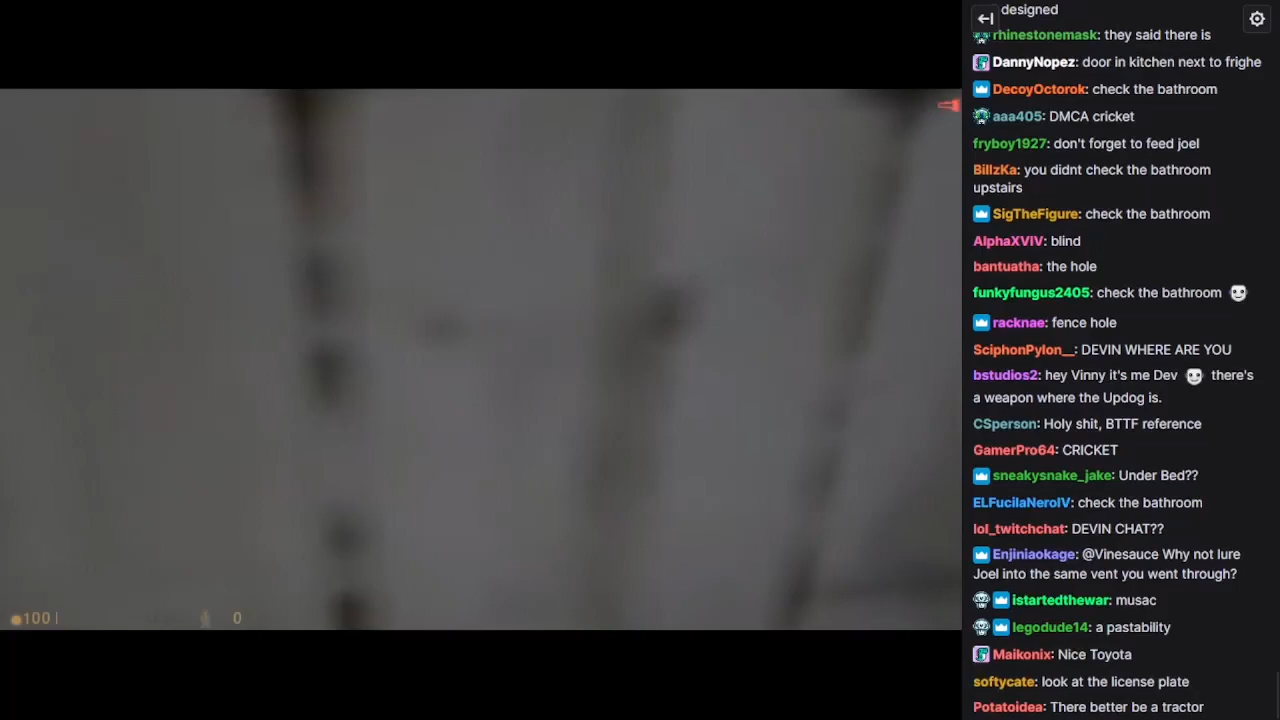 designed
rhinestonemask: they said there is
DannyNopez: door in kitchen next to frighe
DecoyOctorok: check the bathroom
aaa405: DMCA cricket
fryboy1927: don't forget to feed joel
BillzKa: you didnt check the bathroom
upstairs
SigTheFigure: check the bathroom
AlphaXVIV: blind
bantuatha: the hole
funkyfungus2405: check the bathroom
racknae: fence hole
SciphonPylon__: DEVIN WHERE ARE YOU
bstudios2: hey Vinny it's me Dev there's
a weapon where the Updog is.
CSperson: Holy shit, BTTF reference
GamerPro64: CRICKET
sneakysnake_jake: Under Bed??
ELFucilaNeroIV: check the bathroom
lol_twitchchat: DEVIN CHAT??
Enjiniaokage: @Vinesauce Why not lure
Joel into the same vent you went through?
istartedthewar: musac
legodude14: a pastability
Maikonix: Nice Toyota
softycate: look at the license plate
Potatoidea: There better be a tractor
100 0